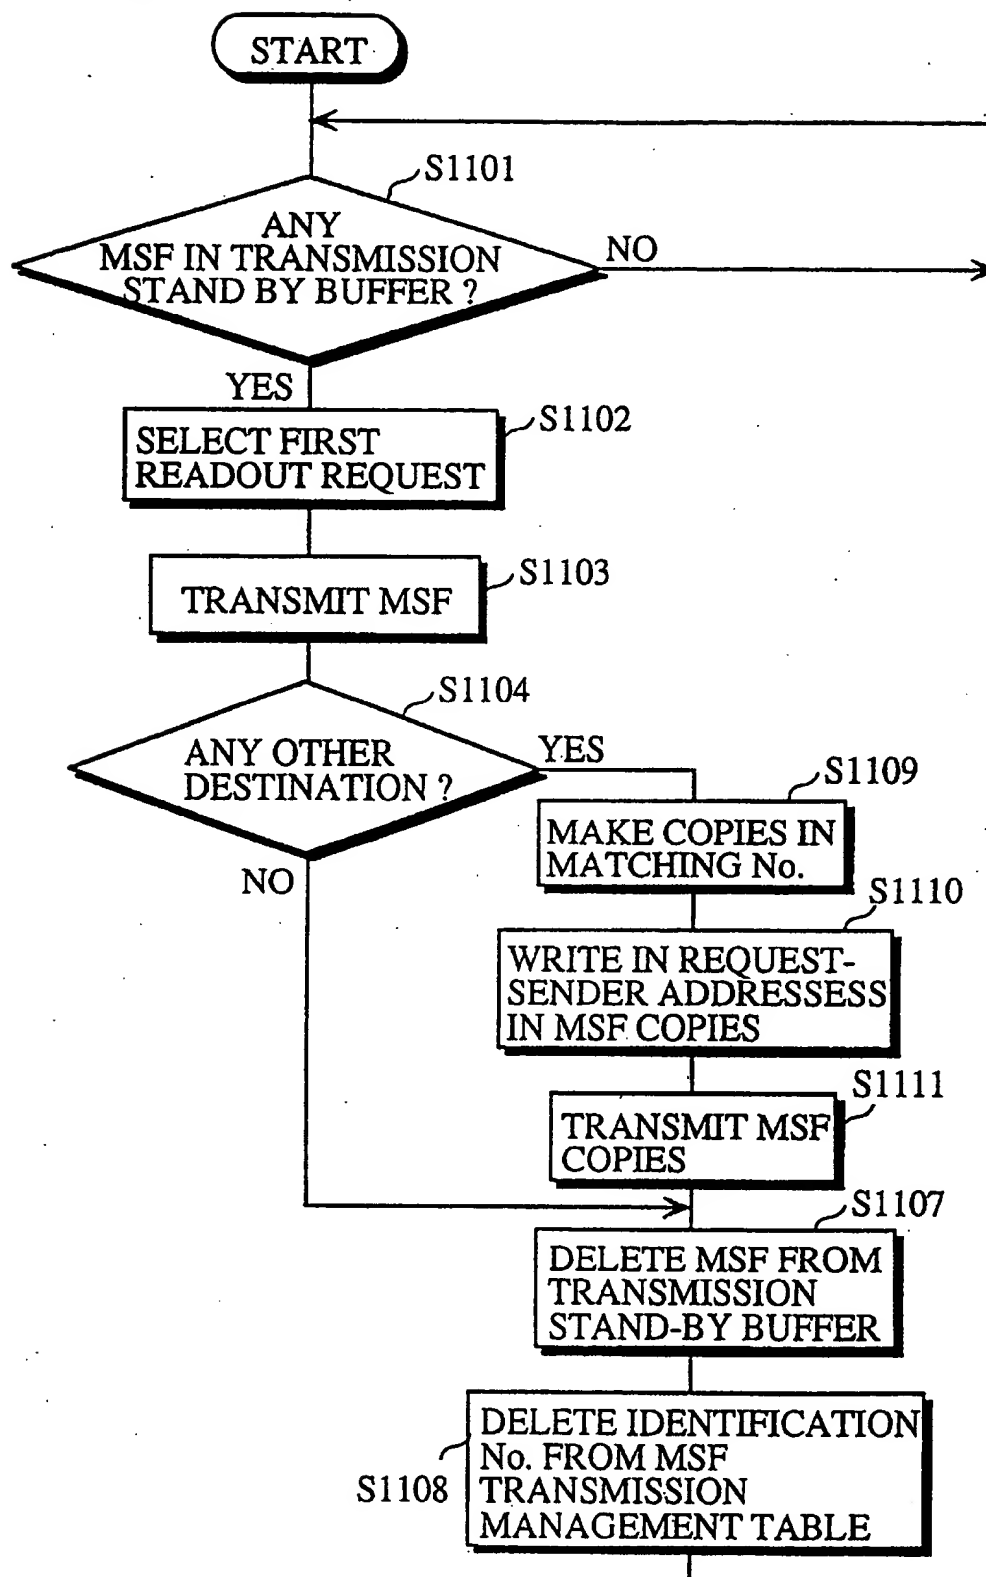 START
S1101
ANY
MSF IN TRANSMISSION
STAND BY BUFFER ?
NO
YES
S1102
SELECT FIRST
READOUT REQUEST
S1103
TRANSMIT MSF
S1104
ANY OTHER
DESTINATION ?
YES
NO
S1109
MAKE COPIES IN
MATCHING No.
S1110
WRITE IN REQUEST-
SENDER ADDRESSESS
IN MSF COPIES
S1111
TRANSMIT MSF
COPIES
S1107
DELETE MSF FROM
TRANSMISSION
STAND-BY BUFFER
S1108
DELETE IDENTIFICATION
No. FROM MSF
TRANSMISSION
MANAGEMENT TABLE